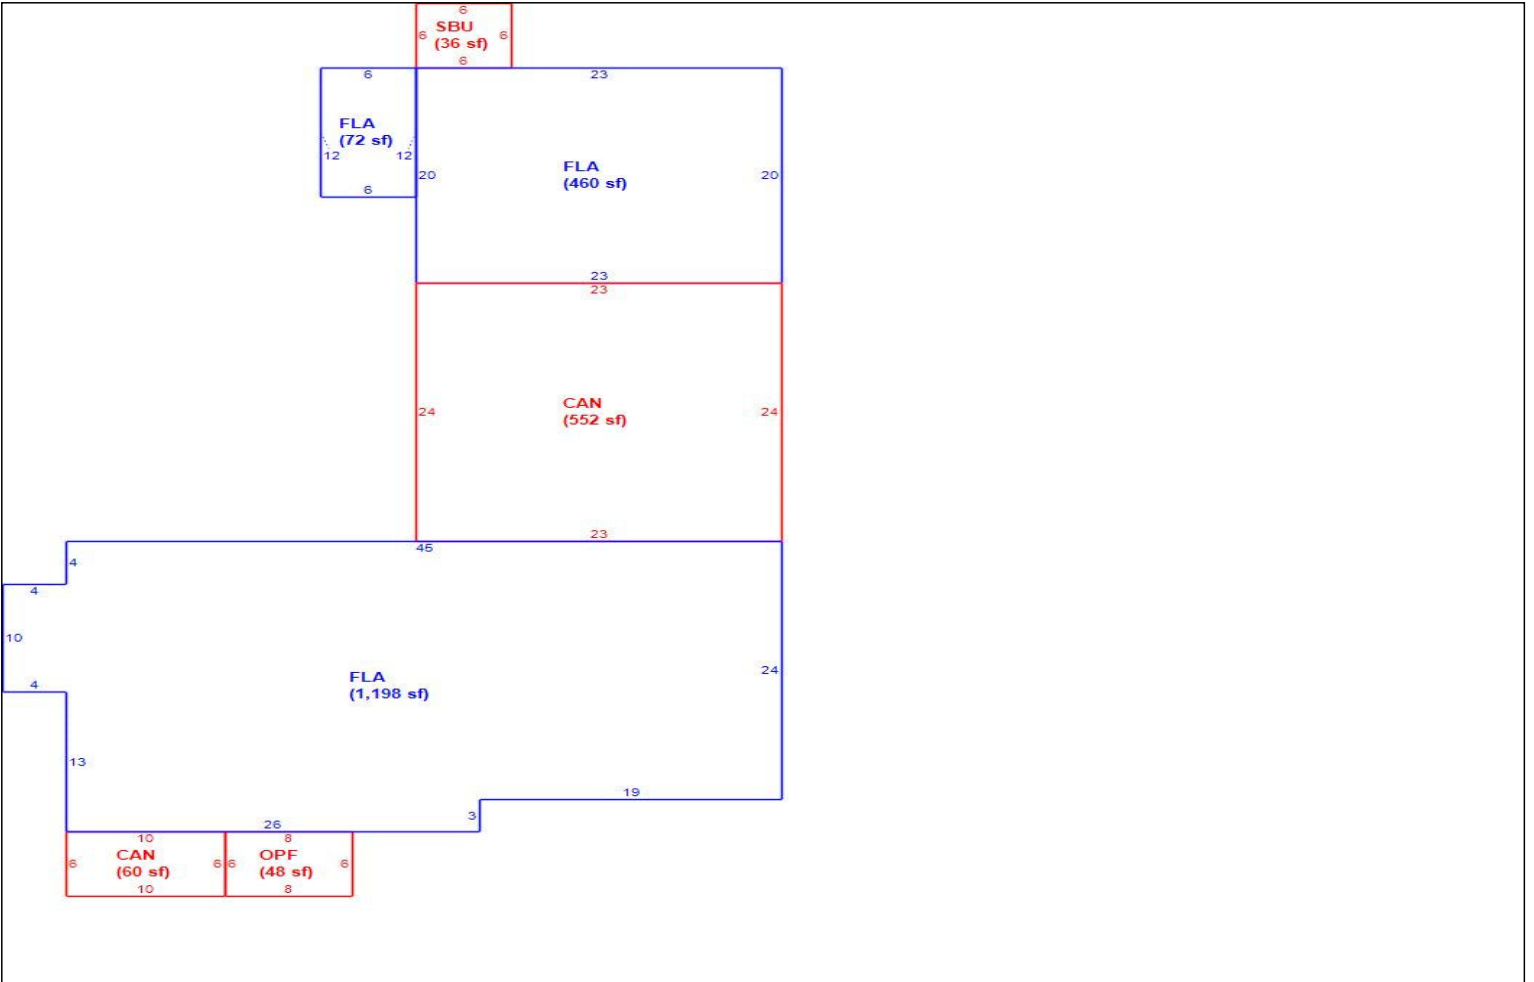 6
SBU
6 6
(36 sf)
6
6 23
FLA
(72 sf)
12 12
6
FLA
20 20
(460 sf)
23
23
CAN
24 24
(552 sf)
23
45
4
4
10
4
FLA
(1,198 sf)
24
13
19
3
26
10 8
CAN OPF
6 6 6 6
(60 sf) (48 sf)
10 8